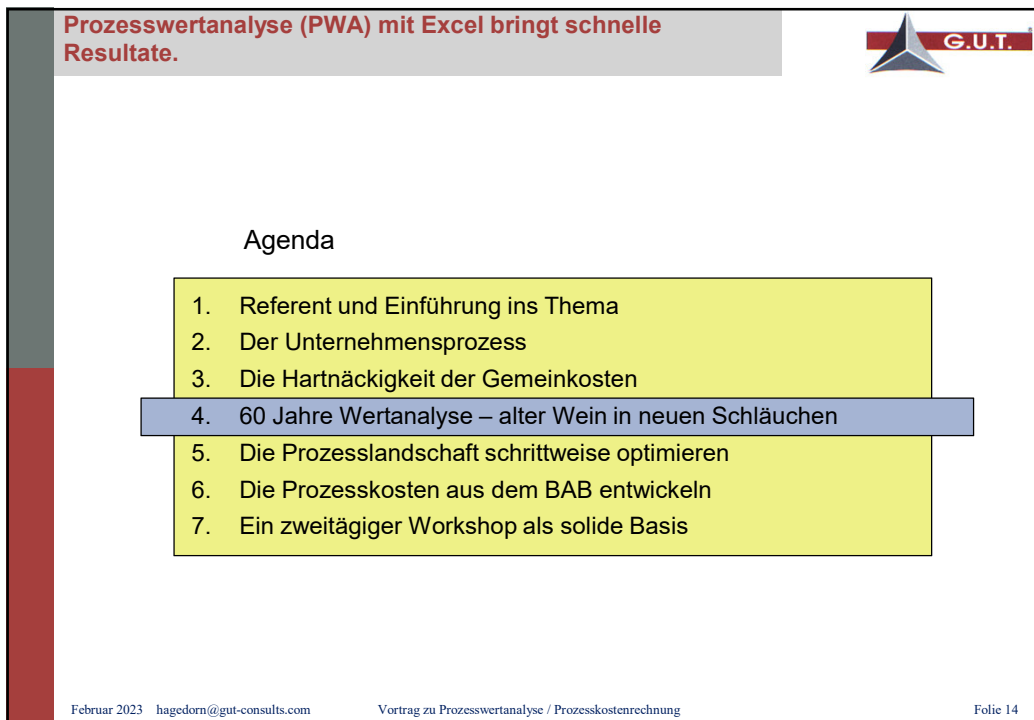 Prozesswertanalyse (PWA) mit Excel bringt schnelle
Resultate.
G.U.T.
Agenda
1. Referent und Einführung ins Thema
2. Der Unternehmensprozess
3. Die Hartnäckigkeit der Gemeinkosten
4. 60 Jahre Wertanalyse – alter Wein in neuen Schläuchen
5. Die Prozesslandschaft schrittweise optimieren
6. Die Prozesskosten aus dem BAB entwickeln
7. Ein zweitägiger Workshop als solide Basis
Februar 2023 hagedorn@gut-consults.com Vortrag zu Prozesswertanalyse / Prozesskostenrechnung Folie 14